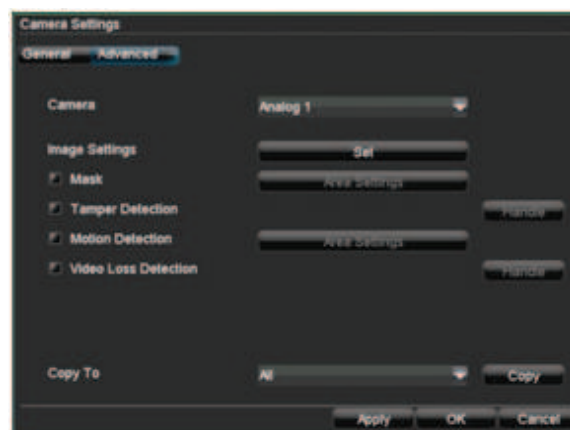 Camera Settings
General Advanced
Camera Analog 1
Image Settings Set
Mask Area Settings
Tamper Detection Handle
Motion Detection Area Settings
Video Loss Detection Handle
Copy To All Copy
Apply OK Cancel